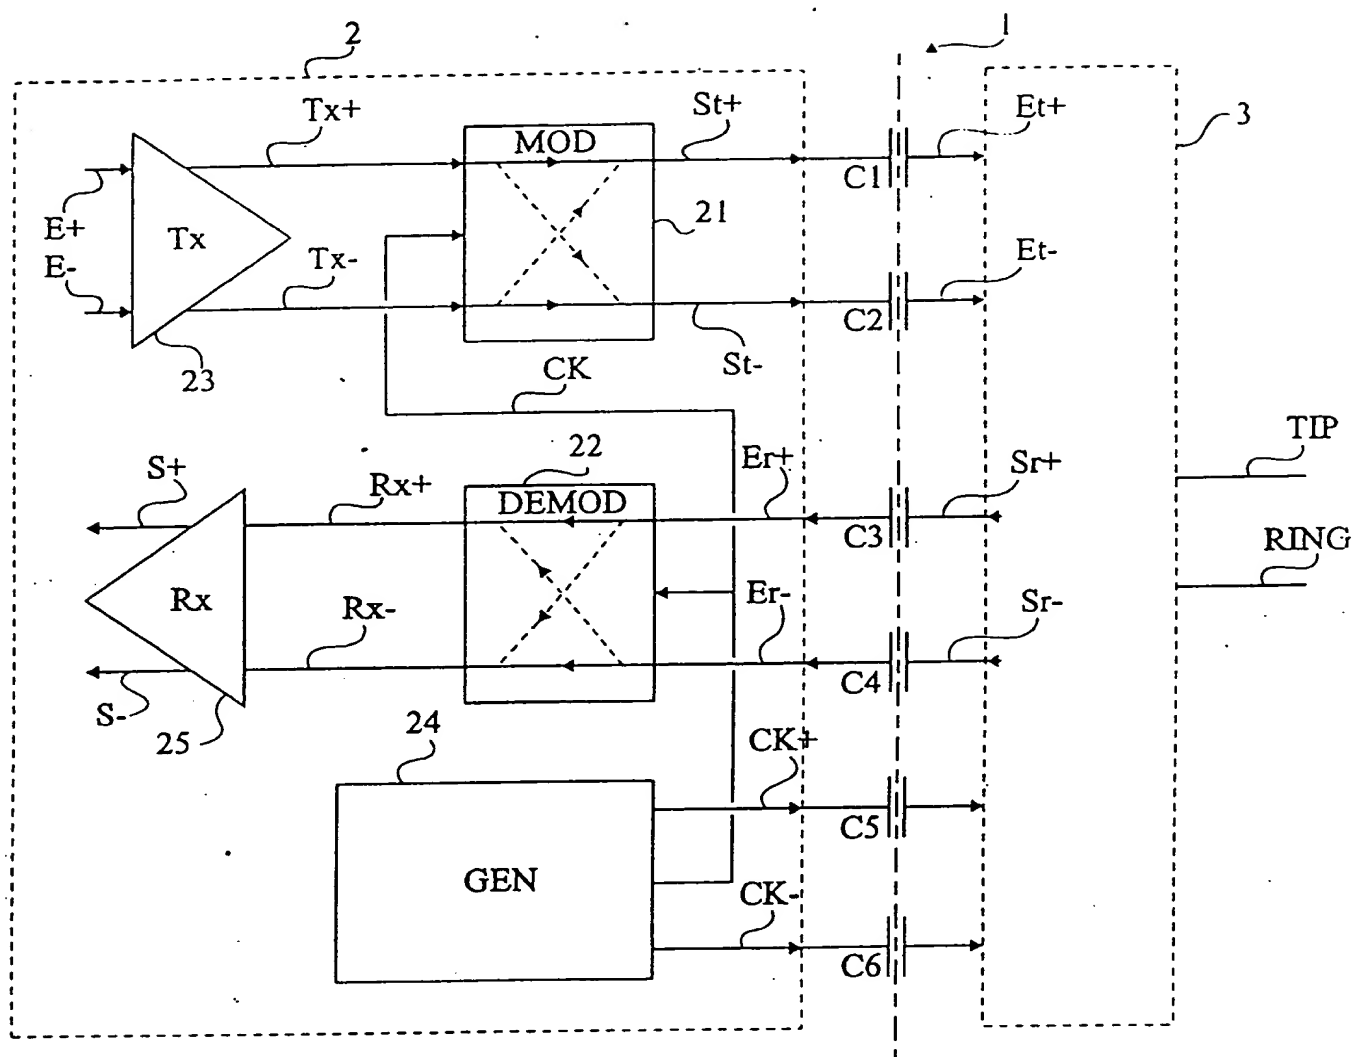 2
1
Tx+
MOD
St+
Et+
3
C1
E+
E-
Tx
21
Tx-
Et-
C2
23
CK
St-
22
TIP
S+
Rx+
Er+
Sr+
DEMOD
C3
RING
Rx
Rx-
Er-
Sr-
C4
S-
25
24
CK+
C5
GEN
CK-
C6